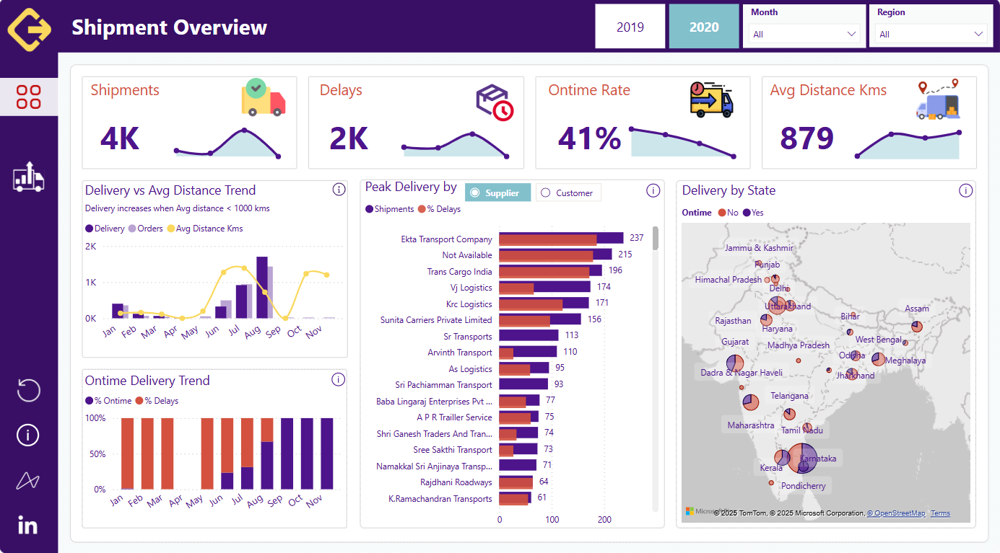 Shipment Overview
2019
2020
Month
All
Region
All
Shipments
4K
Delays
2K
Ontime Rate
41%
Avg Distance Kms
879
Delivery vs Avg Distance Trend
Delivery increases when Avg distance < 1000 kms
Delivery Orders Avg Distance Kms
2K
1K
0K
Jan Feb Mar Apr May Jun Jul Aug Sep Oct Nov
Ontime Delivery Trend
% Ontime % Delays
100%
50%
0%
Jan Feb Mar Apr May Jun Jul Aug Sep Oct Nov
Peak Delivery by
Supplier
Customer
Shipments % Delays
Ekta Transport Company 237
Not Available 215
Trans Cargo India 196
Vj Logistics 174
Krc Logistics 171
Sunita Carriers Private Limited 156
Sr Transports 113
Arvinth Transport 110
As Logistics 95
Sri Pachiamman Transport 93
Baba Lingaraj Enterprises Pvt ... 77
A P R Trailler Service 75
Shri Ganesh Traders And Tran... 74
Sree Sakthi Transport 73
Namakkal Sri Anjinaya Transp... 71
Rajdhani Roadways 64
K.Ramachandran Transports 61
0 100 200
Delivery by State
Ontime No Yes
Jammu & Kashmir
Punjab
Himachal Pradesh
Delhi
Uttarakhand
Assam
Bihar
Rajasthan
Haryana
Gujarat
West Bengal
Madhya Pradesh
Odisha
Meghalaya
Dadra & Nagar Haveli
Jharkhand
Telangana
Maharashtra
Tamil Nadu
Karnataka
Kerala
Pondicherry
© 2025 TomTom, © 2025 Microsoft Corporation, © OpenStreetMap Terms
in